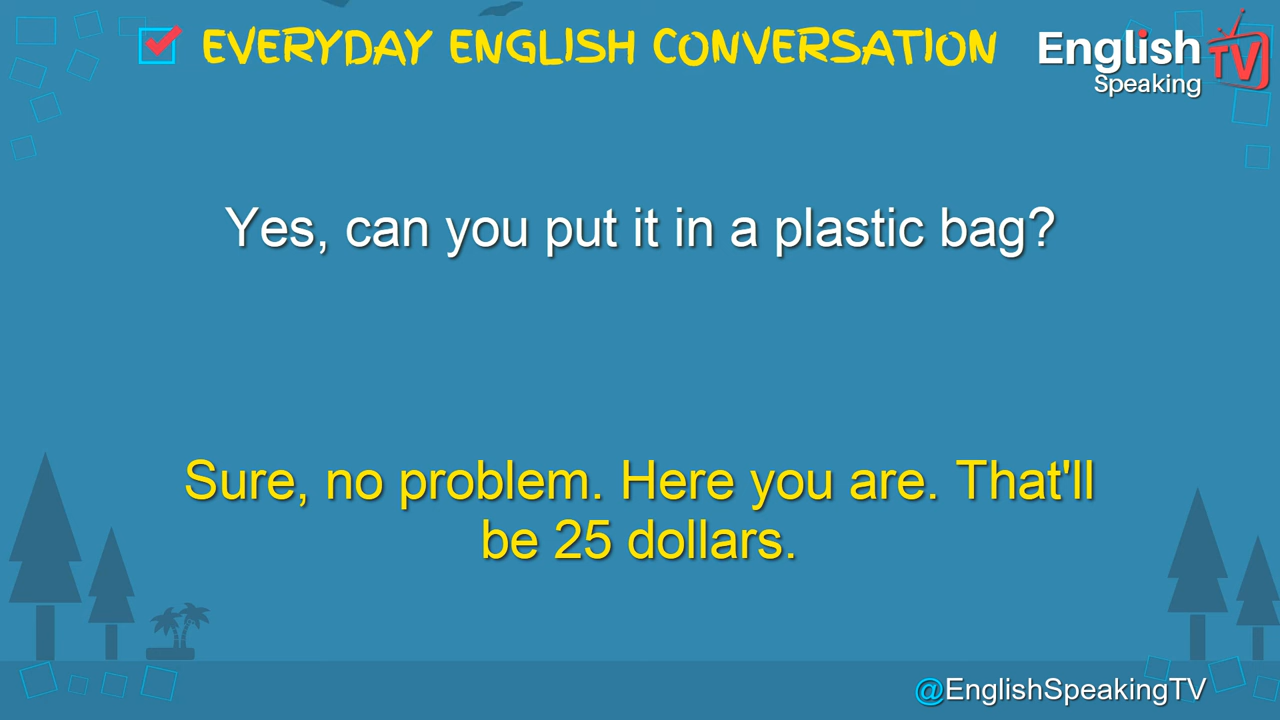 EVERYDAY ENGLISH CONVERSATION
English
Speaking
TV
Yes, can you put it in a plastic bag?
Sure, no problem. Here you are. That'll
be 25 dollars.
@EnglishSpeakingTV